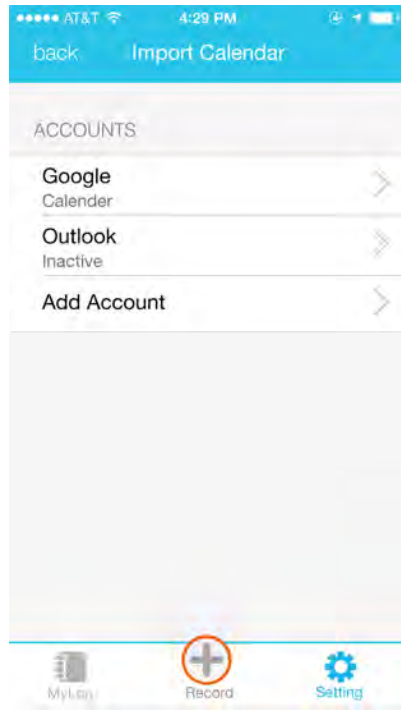 AT&T 4:29 PM
back Import Calendar
ACCOUNTS
Google
Calender
Outlook
Inactive
Add Account
Record Setting